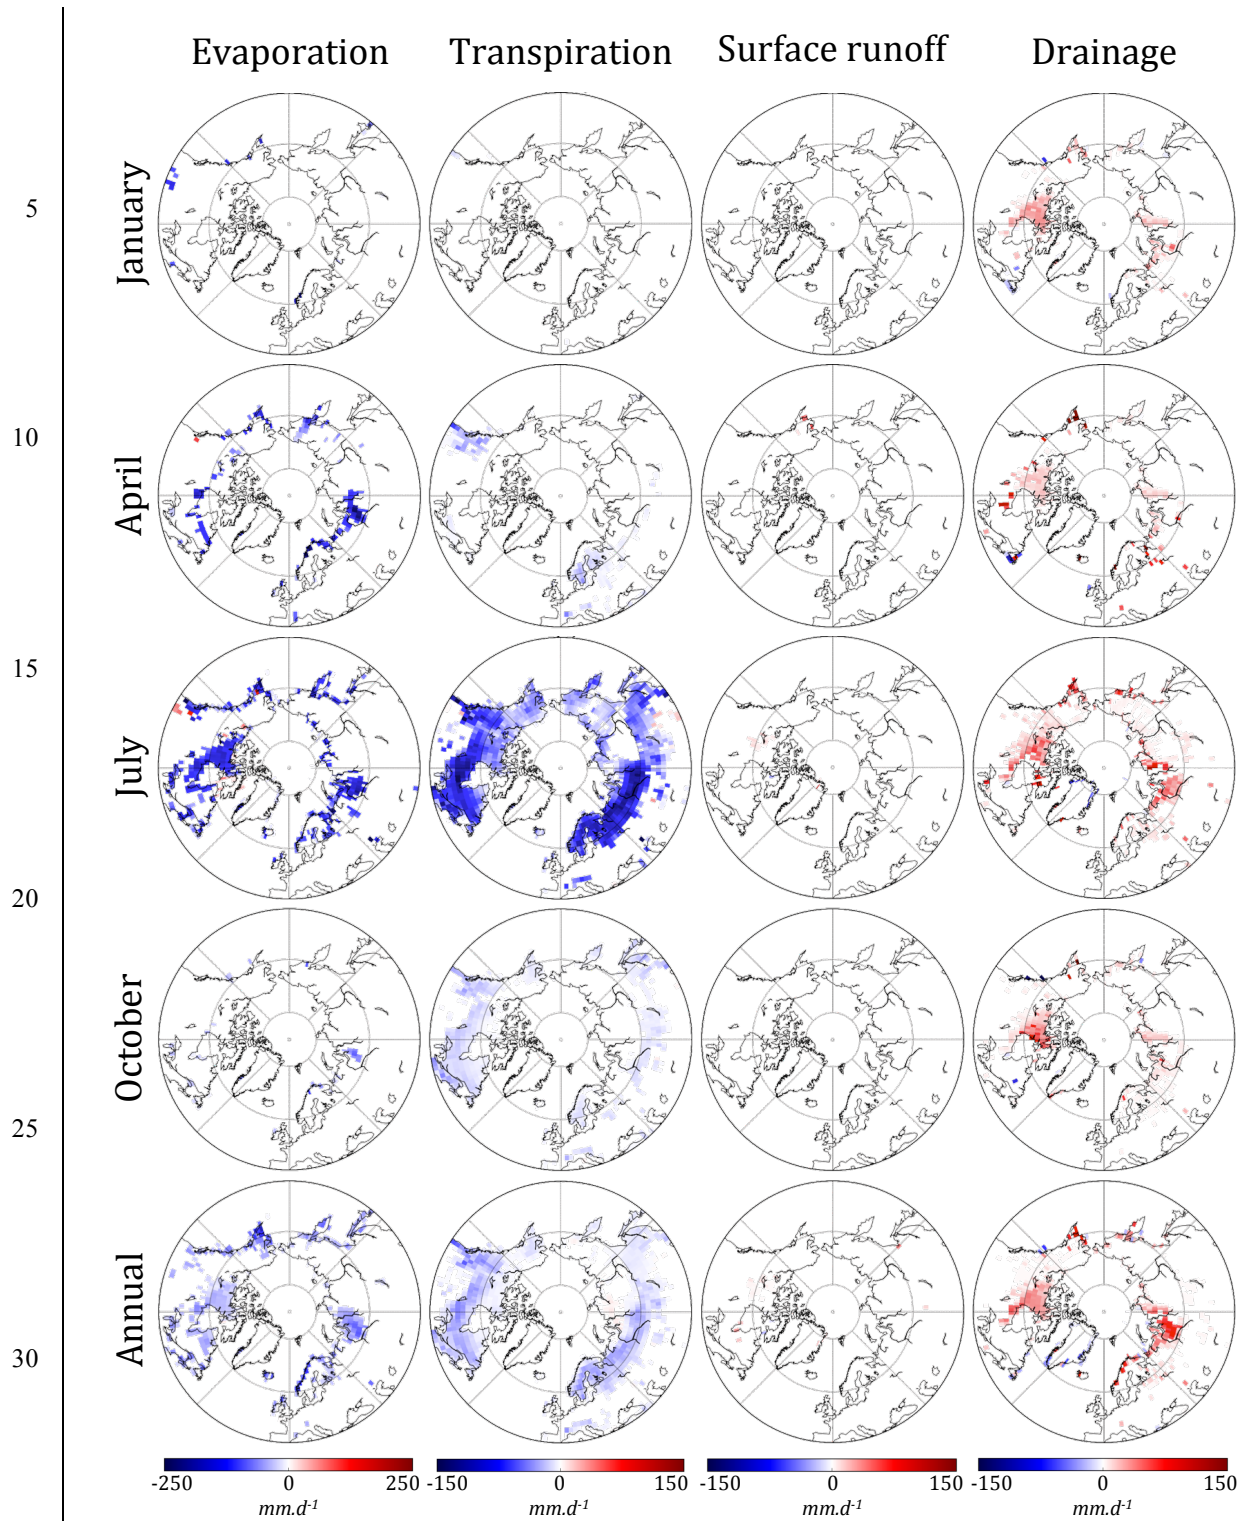 Evaporation Transpiration Surface runoff Drainage
January
5
April
10
July
15
20
October
25
Annual
30
-250 0 250 -150 0 150 -150 0 150 -150 0 150
mm.d-1 mm.d-1 mm.d-1 mm.d-1